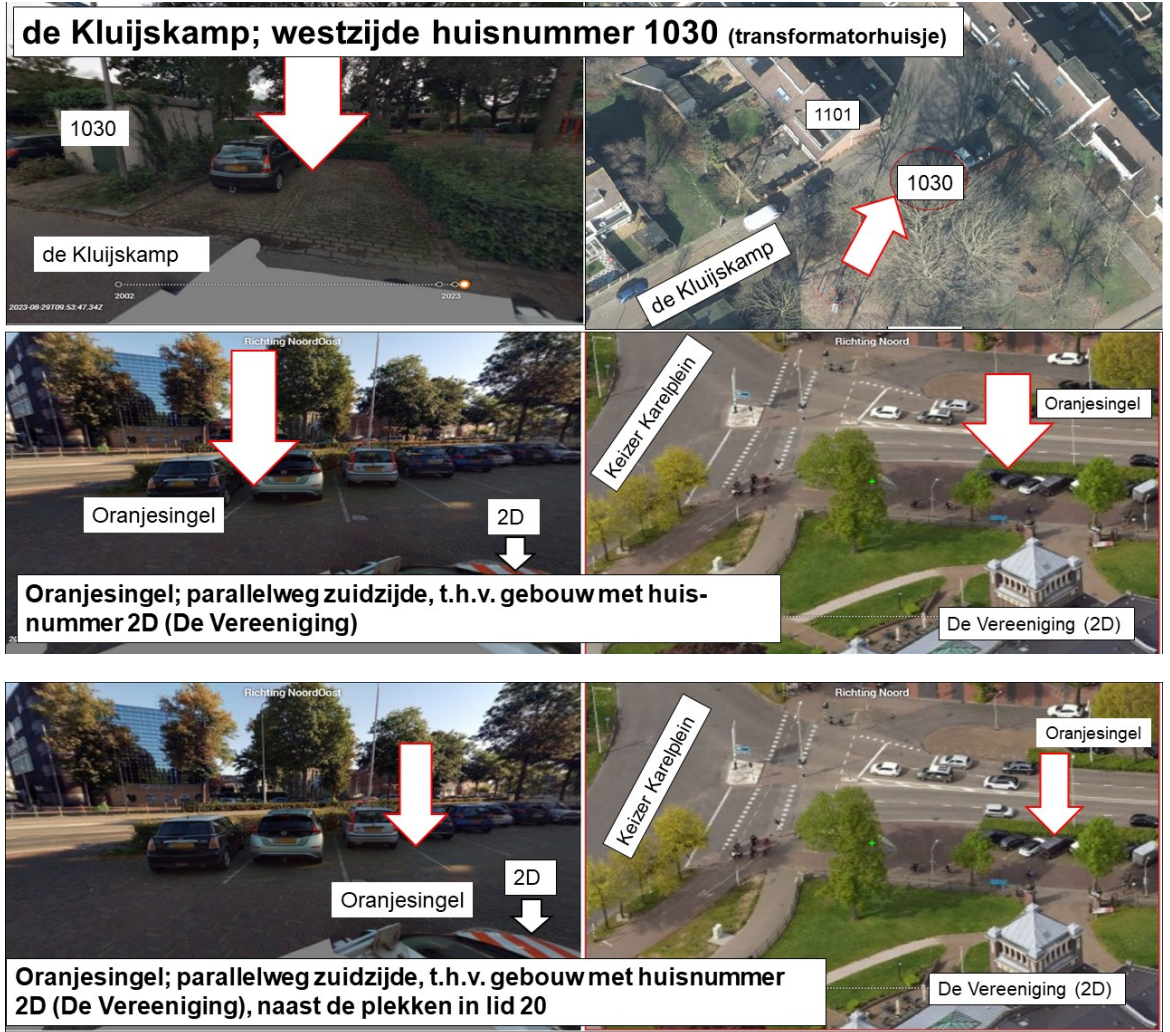 de Kluijskamp; westzijde huisnummer 1030 (transformatorhuisje)
1030
de Kluijskamp
2002
2023
2023-08-29T09:53:47.34Z
1101
1030
de Kluijskamp
Richting NoordOost
Oranjesingel
2D
Oranjesingel; parallelweg zuidzijde, t.h.v. gebouw met huis-
nummer 2D (De Vereeniging)
Richting Noord
Keizer Karelplein
Oranjesingel
De Vereeniging (2D)
Richting NoordOost
Oranjesingel
2D
Oranjesingel; parallelweg zuidzijde, t.h.v. gebouw met huisnummer
2D (De Vereeniging), naast de plekken in lid 20
Richting Noord
Keizer Karelplein
Oranjesingel
De Vereeniging (2D)